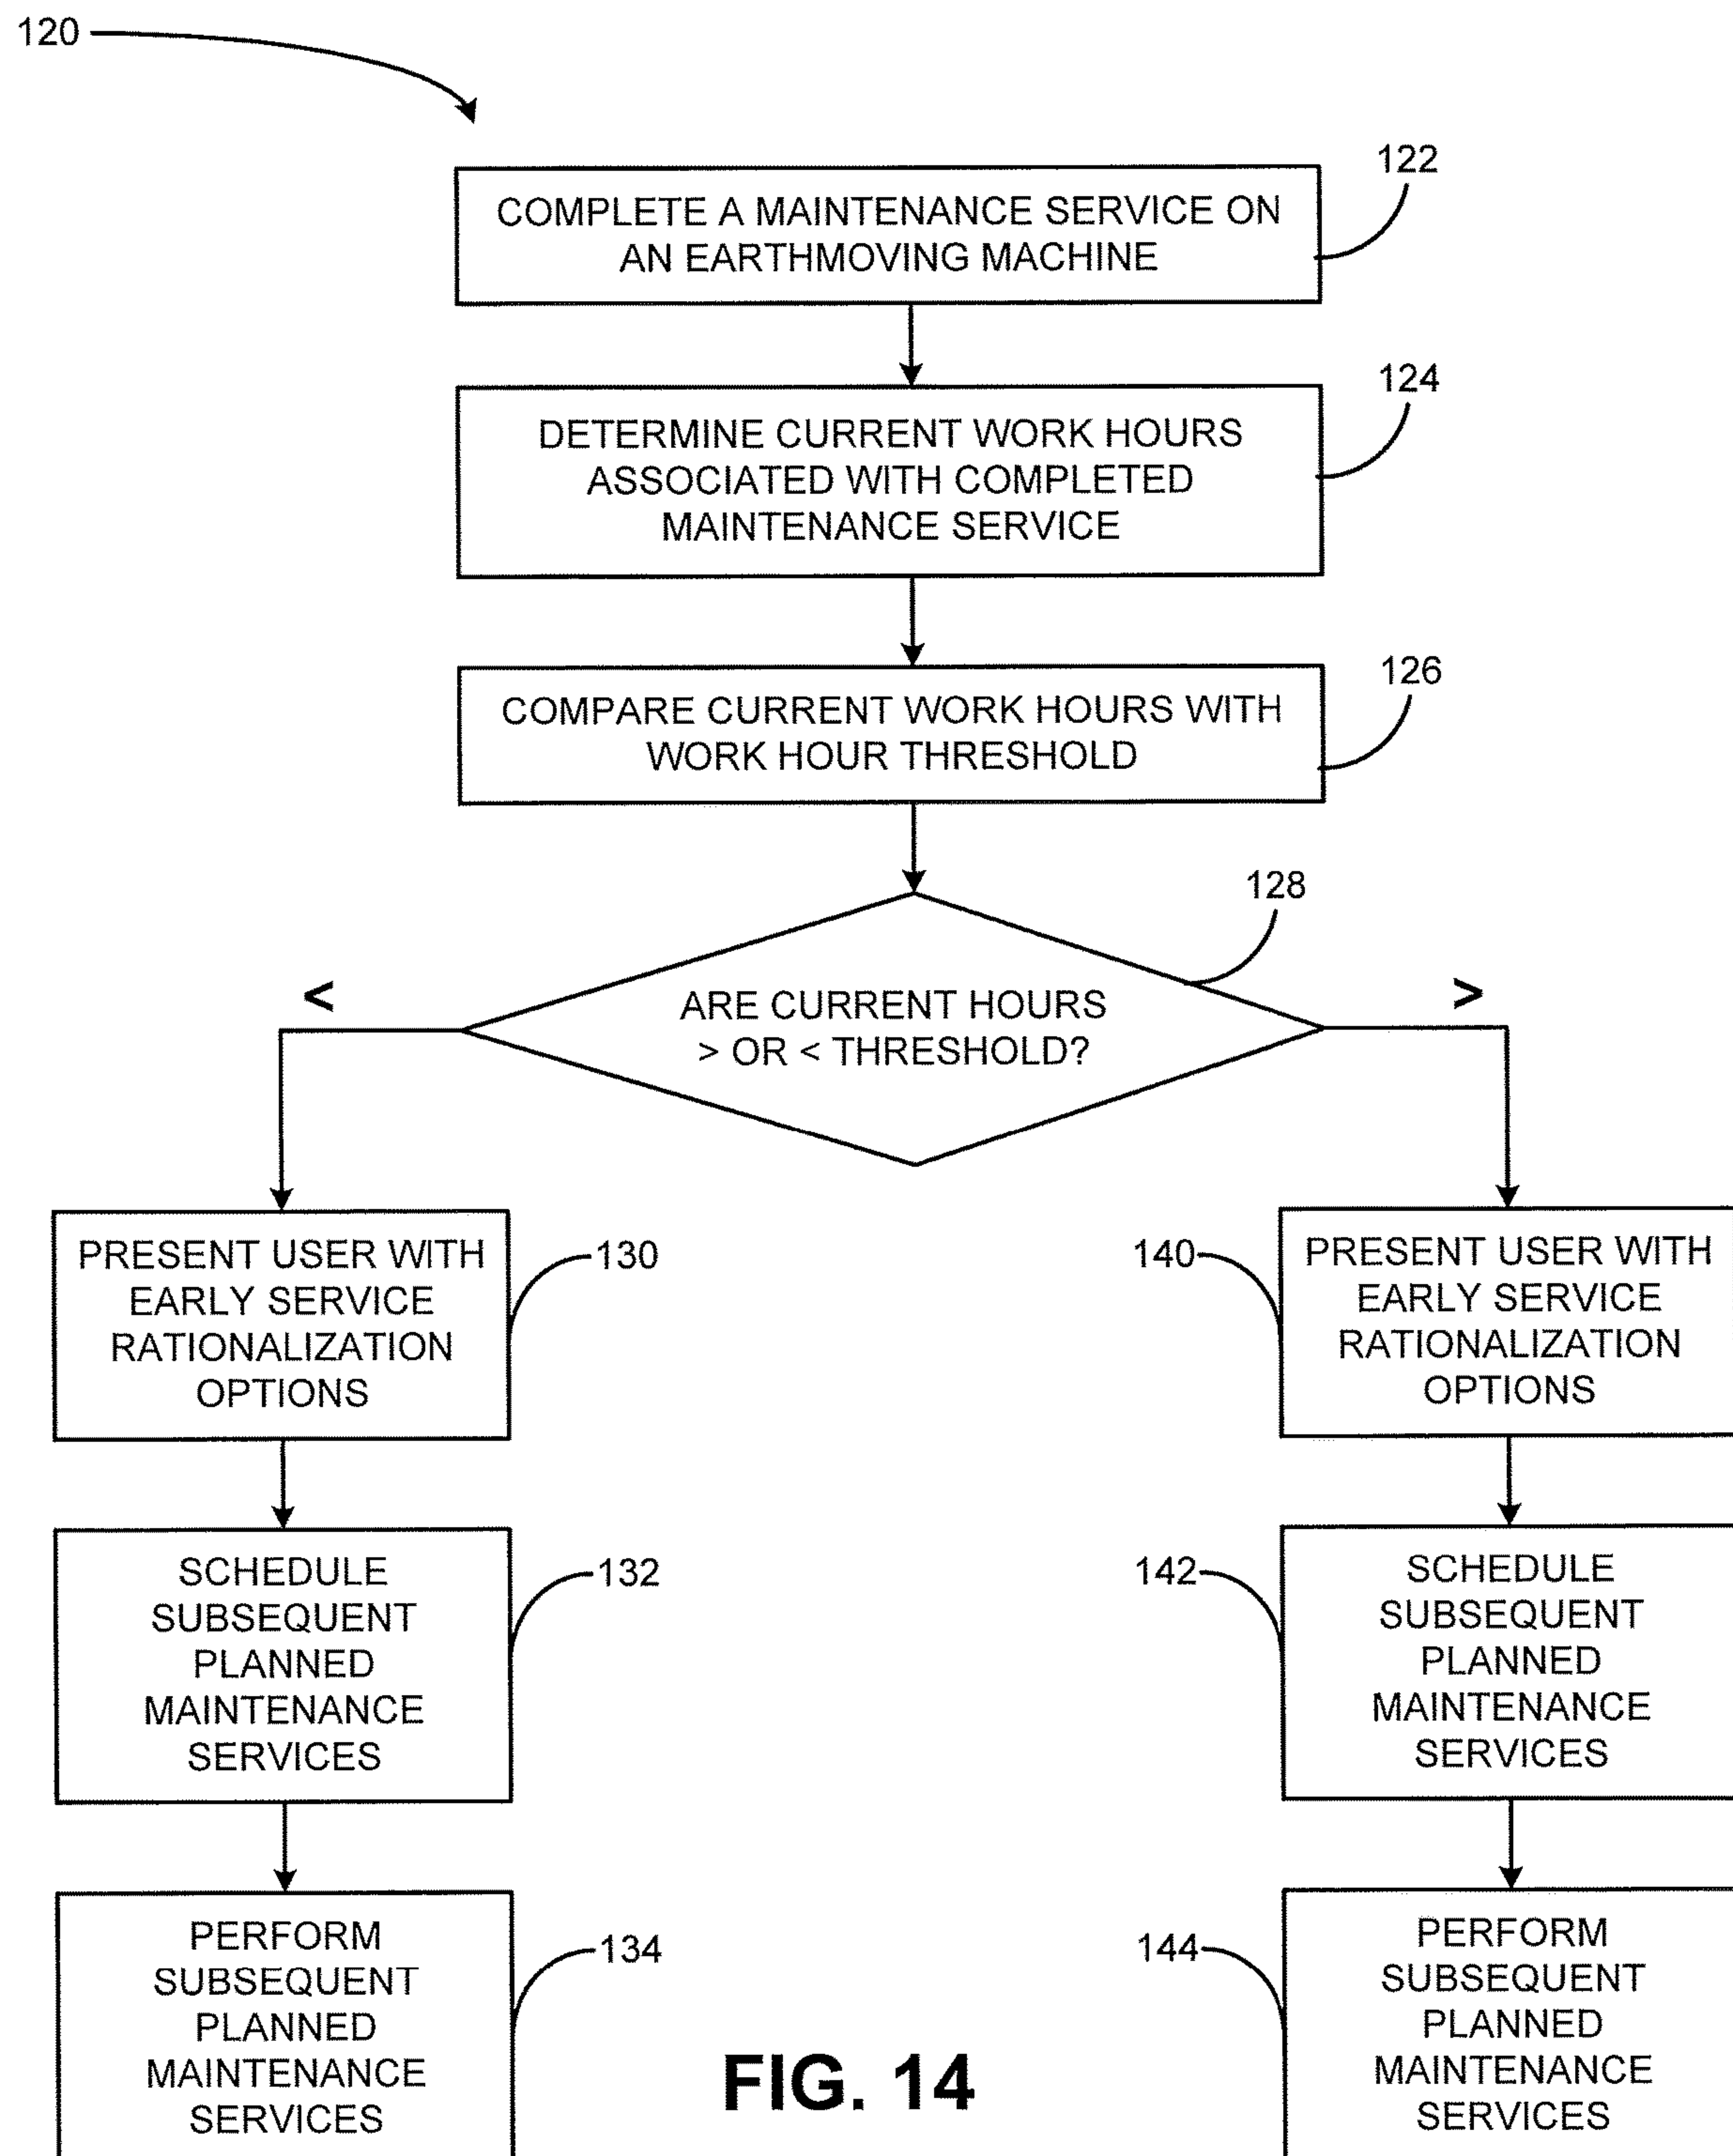 120
122
COMPLETE A MAINTENANCE SERVICE ON
AN EARTHMOVING MACHINE
124
DETERMINE CURRENT WORK HOURS
ASSOCIATED WITH COMPLETED
MAINTENANCE SERVICE
126
COMPARE CURRENT WORK HOURS WITH
WORK HOUR THRESHOLD
128
ARE CURRENT HOURS
> OR < THRESHOLD?
<
>
PRESENT USER WITH
EARLY SERVICE
RATIONALIZATION
OPTIONS
130
140
PRESENT USER WITH
EARLY SERVICE
RATIONALIZATION
OPTIONS
SCHEDULE
SUBSEQUENT
PLANNED
MAINTENANCE
SERVICES
132
142
SCHEDULE
SUBSEQUENT
PLANNED
MAINTENANCE
SERVICES
PERFORM
SUBSEQUENT
PLANNED
MAINTENANCE
SERVICES
134
144
PERFORM
SUBSEQUENT
PLANNED
MAINTENANCE
SERVICES
FIG. 14